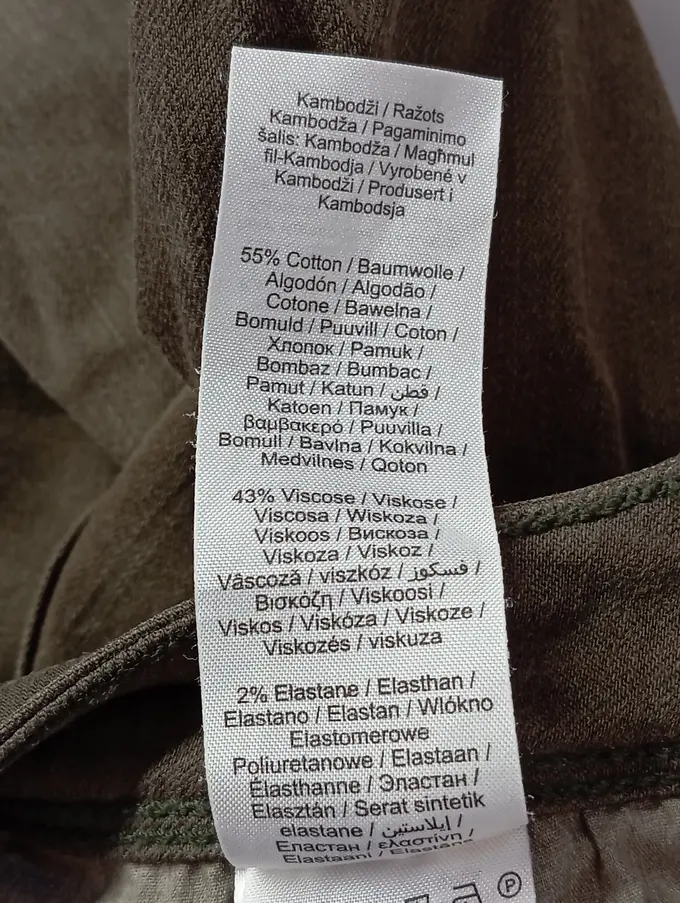 Kambodži / Ražots
Kambodža / Pagaminimo
šalis: Kambodža / Magħmul
fil-Kambodja / Vyrobené v
Kambodži / Produsert i
Kambodsja
55% Cotton / Baumwolle /
Algodón / Algodão /
Cotone / Bawełna /
Bomuld / Puuvill / Coton /
Хлопок / Pamuk /
Bombaz / Bumbac /
Pamut / Katun / قطن /
Katoen / Памук /
βαμβακερό / Puuvilla /
Bomull / Bavlna / Kokvilna /
Medvilnes / Qoton
43% Viscose / Viskose /
Viscosa / Wiskoza /
Viskoos / Вискоза /
Viskoza / Viskoz /
Vâscoză / viszkóz / فسكوز /
Βισκόζη / Viskoosi /
Viskos / Viskóza / Viskoze /
Viskozés / viskuza
2% Elastane / Elasthan /
Elastano / Elastan / Włókno
Elastomerowe
Poliuretanowe / Elastaan /
Élasthanne / Эластан /
Elasztán / Serat sintetik
elastane / إيلاستين /
Еластан / ελαστίνη /
Elastaani / Elastane
P